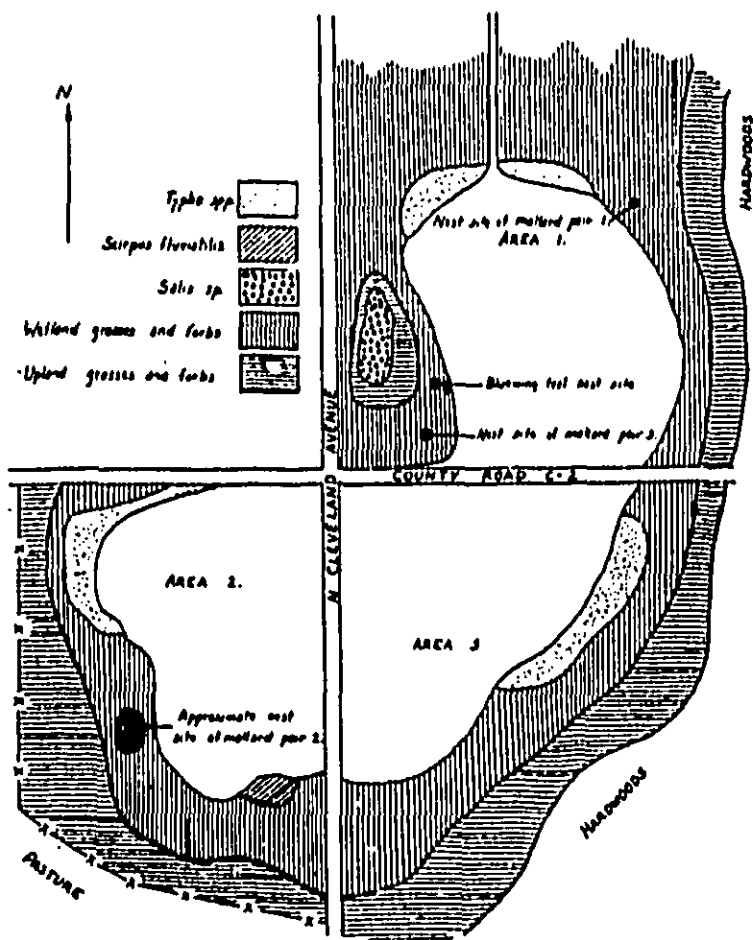 N
Typha spp.
Scirpus fluviatilis
Salix sp.
Wetland grasses and forbs
Upland grasses and forbs
HARDWOODS
Nest site of mallard pair 1.
AREA 1.
Bluewing teal nest site
Nest site of mallard pair 3.
COUNTY ROAD C-2
N CLEVELAND AVENUE
AREA 2.
AREA 3
Approximate nest
site of mallard pair 2.
HARDWOODS
PASTURE